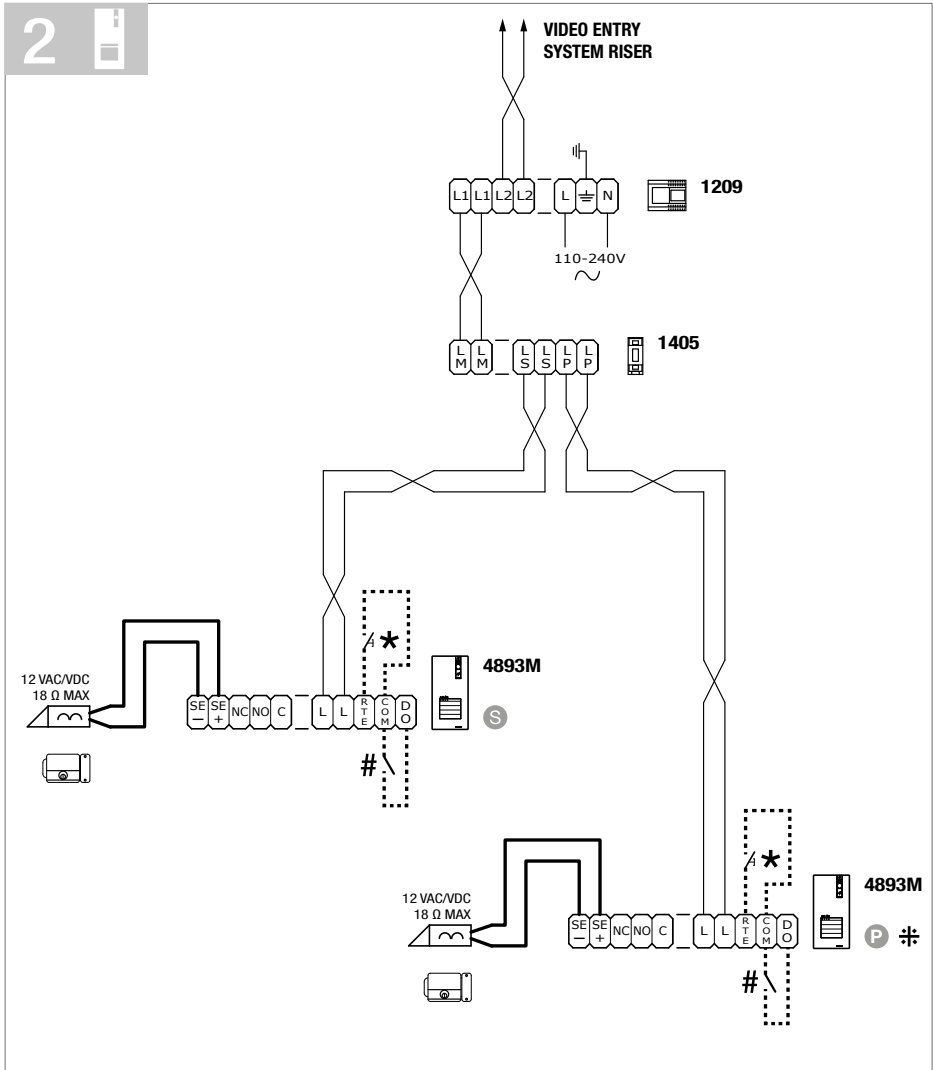 2
VIDEO ENTRY
SYSTEM RISER
L1 L1 L2 L2 L N
1209
110-240V
LM LM LS LS LP LP
1405
12 VAC/VDC
18 Ω MAX
SE − SE + NC NO C L L RTE COM DO
*
#
4893M
S
12 VAC/VDC
18 Ω MAX
SE − SE + NC NO C L L RTE COM DO
*
#
4893M
P ⁜